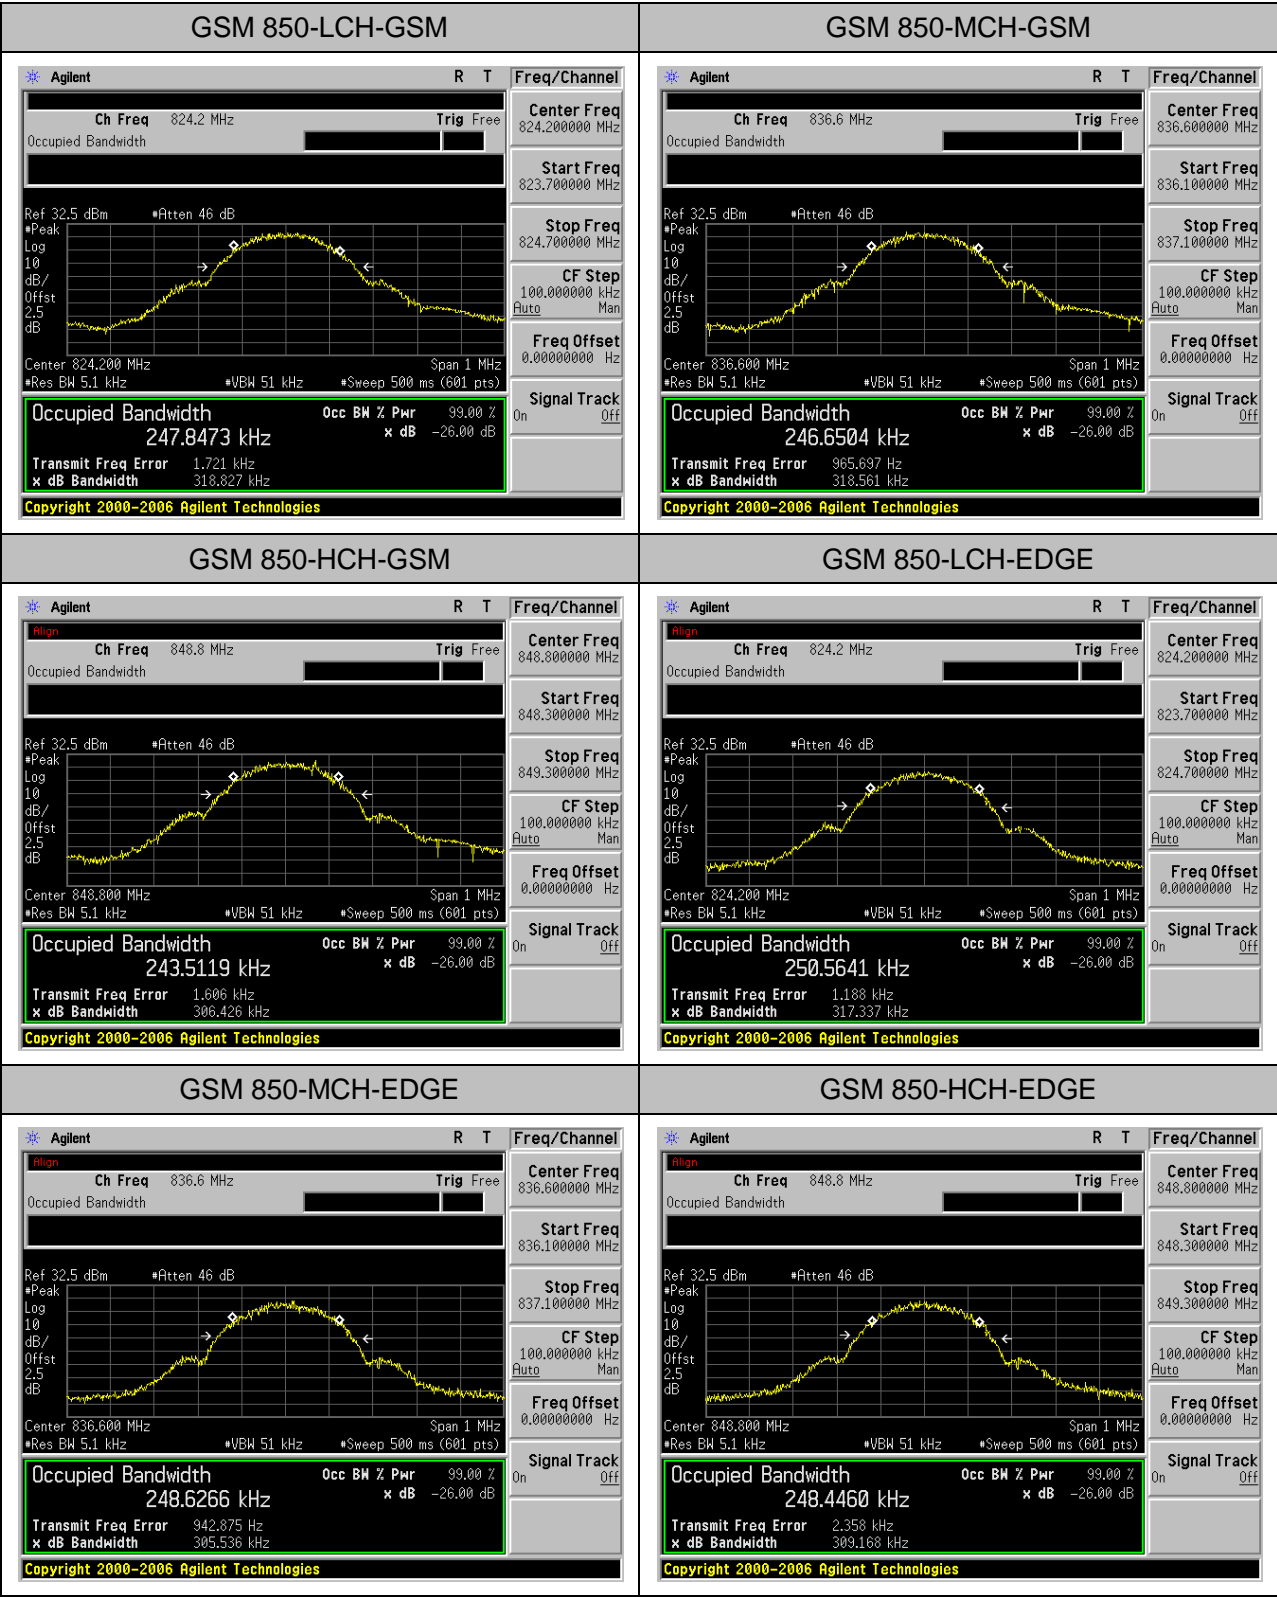 GSM 850-LCH-GSM
Agilent R T Freq/Channel
Ch Freq 824.2 MHz Trig Free
Occupied Bandwidth
Center Freq
824.200000 MHz
Start Freq
823.700000 MHz
Stop Freq
824.700000 MHz
CF Step
100.000000 kHz
Auto Man
Freq Offset
0.00000000 Hz
Signal Track
On Off
Ref 32.5 dBm #Atten 46 dB
#Peak
Log
10
dB/
Offst
2.5
dB
Center 824.200 MHz Span 1 MHz
#Res BW 5.1 kHz #VBW 51 kHz #Sweep 500 ms (601 pts)
Occupied Bandwidth Occ BW % Pwr 99.00 %
247.8473 kHz x dB -26.00 dB
Transmit Freq Error 1.721 kHz
x dB Bandwidth 318.827 kHz
Copyright 2000-2006 Agilent Technologies
GSM 850-MCH-GSM
Agilent R T Freq/Channel
Ch Freq 836.6 MHz Trig Free
Occupied Bandwidth
Center Freq
836.600000 MHz
Start Freq
836.100000 MHz
Stop Freq
837.100000 MHz
CF Step
100.000000 kHz
Auto Man
Freq Offset
0.00000000 Hz
Signal Track
On Off
Ref 32.5 dBm #Atten 46 dB
#Peak
Log
10
dB/
Offst
2.5
dB
Center 836.600 MHz Span 1 MHz
#Res BW 5.1 kHz #VBW 51 kHz #Sweep 500 ms (601 pts)
Occupied Bandwidth Occ BW % Pwr 99.00 %
246.6504 kHz x dB -26.00 dB
Transmit Freq Error 965.697 Hz
x dB Bandwidth 318.561 kHz
Copyright 2000-2006 Agilent Technologies
GSM 850-HCH-GSM
Agilent R T Freq/Channel
Align
Ch Freq 848.8 MHz Trig Free
Occupied Bandwidth
Center Freq
848.800000 MHz
Start Freq
848.300000 MHz
Stop Freq
849.300000 MHz
CF Step
100.000000 kHz
Auto Man
Freq Offset
0.00000000 Hz
Signal Track
On Off
Ref 32.5 dBm #Atten 46 dB
#Peak
Log
10
dB/
Offst
2.5
dB
Center 848.800 MHz Span 1 MHz
#Res BW 5.1 kHz #VBW 51 kHz #Sweep 500 ms (601 pts)
Occupied Bandwidth Occ BW % Pwr 99.00 %
243.5119 kHz x dB -26.00 dB
Transmit Freq Error 1.606 kHz
x dB Bandwidth 306.426 kHz
Copyright 2000-2006 Agilent Technologies
GSM 850-LCH-EDGE
Agilent R T Freq/Channel
Align
Ch Freq 824.2 MHz Trig Free
Occupied Bandwidth
Center Freq
824.200000 MHz
Start Freq
823.700000 MHz
Stop Freq
824.700000 MHz
CF Step
100.000000 kHz
Auto Man
Freq Offset
0.00000000 Hz
Signal Track
On Off
Ref 32.5 dBm #Atten 46 dB
#Peak
Log
10
dB/
Offst
2.5
dB
Center 824.200 MHz Span 1 MHz
#Res BW 5.1 kHz #VBW 51 kHz #Sweep 500 ms (601 pts)
Occupied Bandwidth Occ BW % Pwr 99.00 %
250.5641 kHz x dB -26.00 dB
Transmit Freq Error 1.188 kHz
x dB Bandwidth 317.337 kHz
Copyright 2000-2006 Agilent Technologies
GSM 850-MCH-EDGE
Agilent R T Freq/Channel
Align
Ch Freq 836.6 MHz Trig Free
Occupied Bandwidth
Center Freq
836.600000 MHz
Start Freq
836.100000 MHz
Stop Freq
837.100000 MHz
CF Step
100.000000 kHz
Auto Man
Freq Offset
0.00000000 Hz
Signal Track
On Off
Ref 32.5 dBm #Atten 46 dB
#Peak
Log
10
dB/
Offst
2.5
dB
Center 836.600 MHz Span 1 MHz
#Res BW 5.1 kHz #VBW 51 kHz #Sweep 500 ms (601 pts)
Occupied Bandwidth Occ BW % Pwr 99.00 %
248.6266 kHz x dB -26.00 dB
Transmit Freq Error 942.875 Hz
x dB Bandwidth 305.536 kHz
Copyright 2000-2006 Agilent Technologies
GSM 850-HCH-EDGE
Agilent R T Freq/Channel
Align
Ch Freq 848.8 MHz Trig Free
Occupied Bandwidth
Center Freq
848.800000 MHz
Start Freq
848.300000 MHz
Stop Freq
849.300000 MHz
CF Step
100.000000 kHz
Auto Man
Freq Offset
0.00000000 Hz
Signal Track
On Off
Ref 32.5 dBm #Atten 46 dB
#Peak
Log
10
dB/
Offst
2.5
dB
Center 848.800 MHz Span 1 MHz
#Res BW 5.1 kHz #VBW 51 kHz #Sweep 500 ms (601 pts)
Occupied Bandwidth Occ BW % Pwr 99.00 %
248.4460 kHz x dB -26.00 dB
Transmit Freq Error 2.358 kHz
x dB Bandwidth 309.168 kHz
Copyright 2000-2006 Agilent Technologies